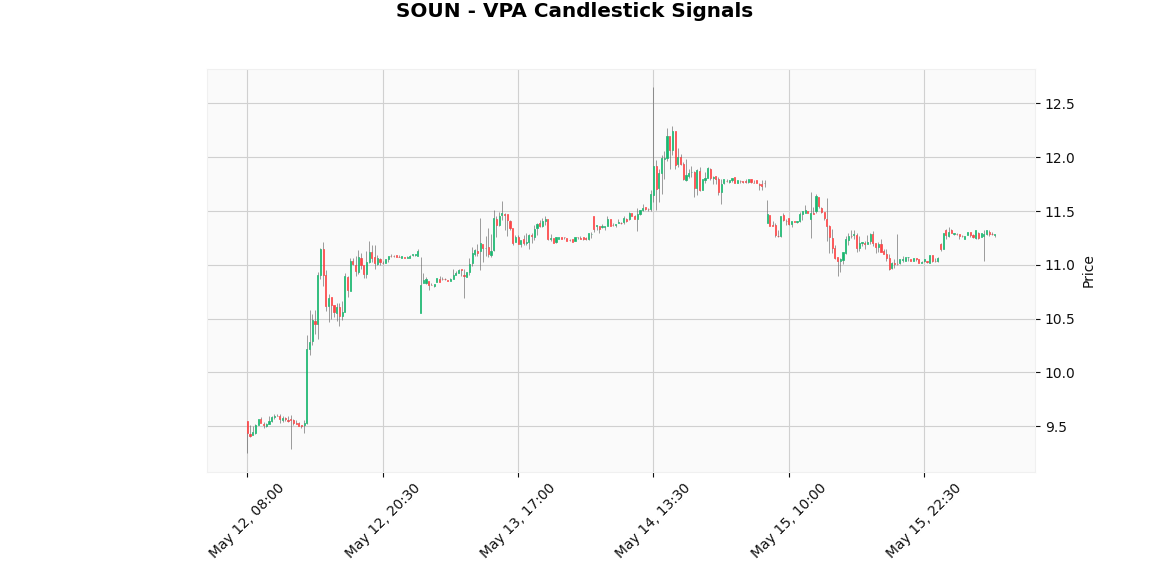 SOUN - VPA Candlestick Signals
12.5
12.0
11.5
11.0
10.5
10.0
9.5
Price
May 12, 08:00
May 12, 20:30
May 13, 17:00
May 14, 13:30
May 15, 10:00
May 15, 22:30